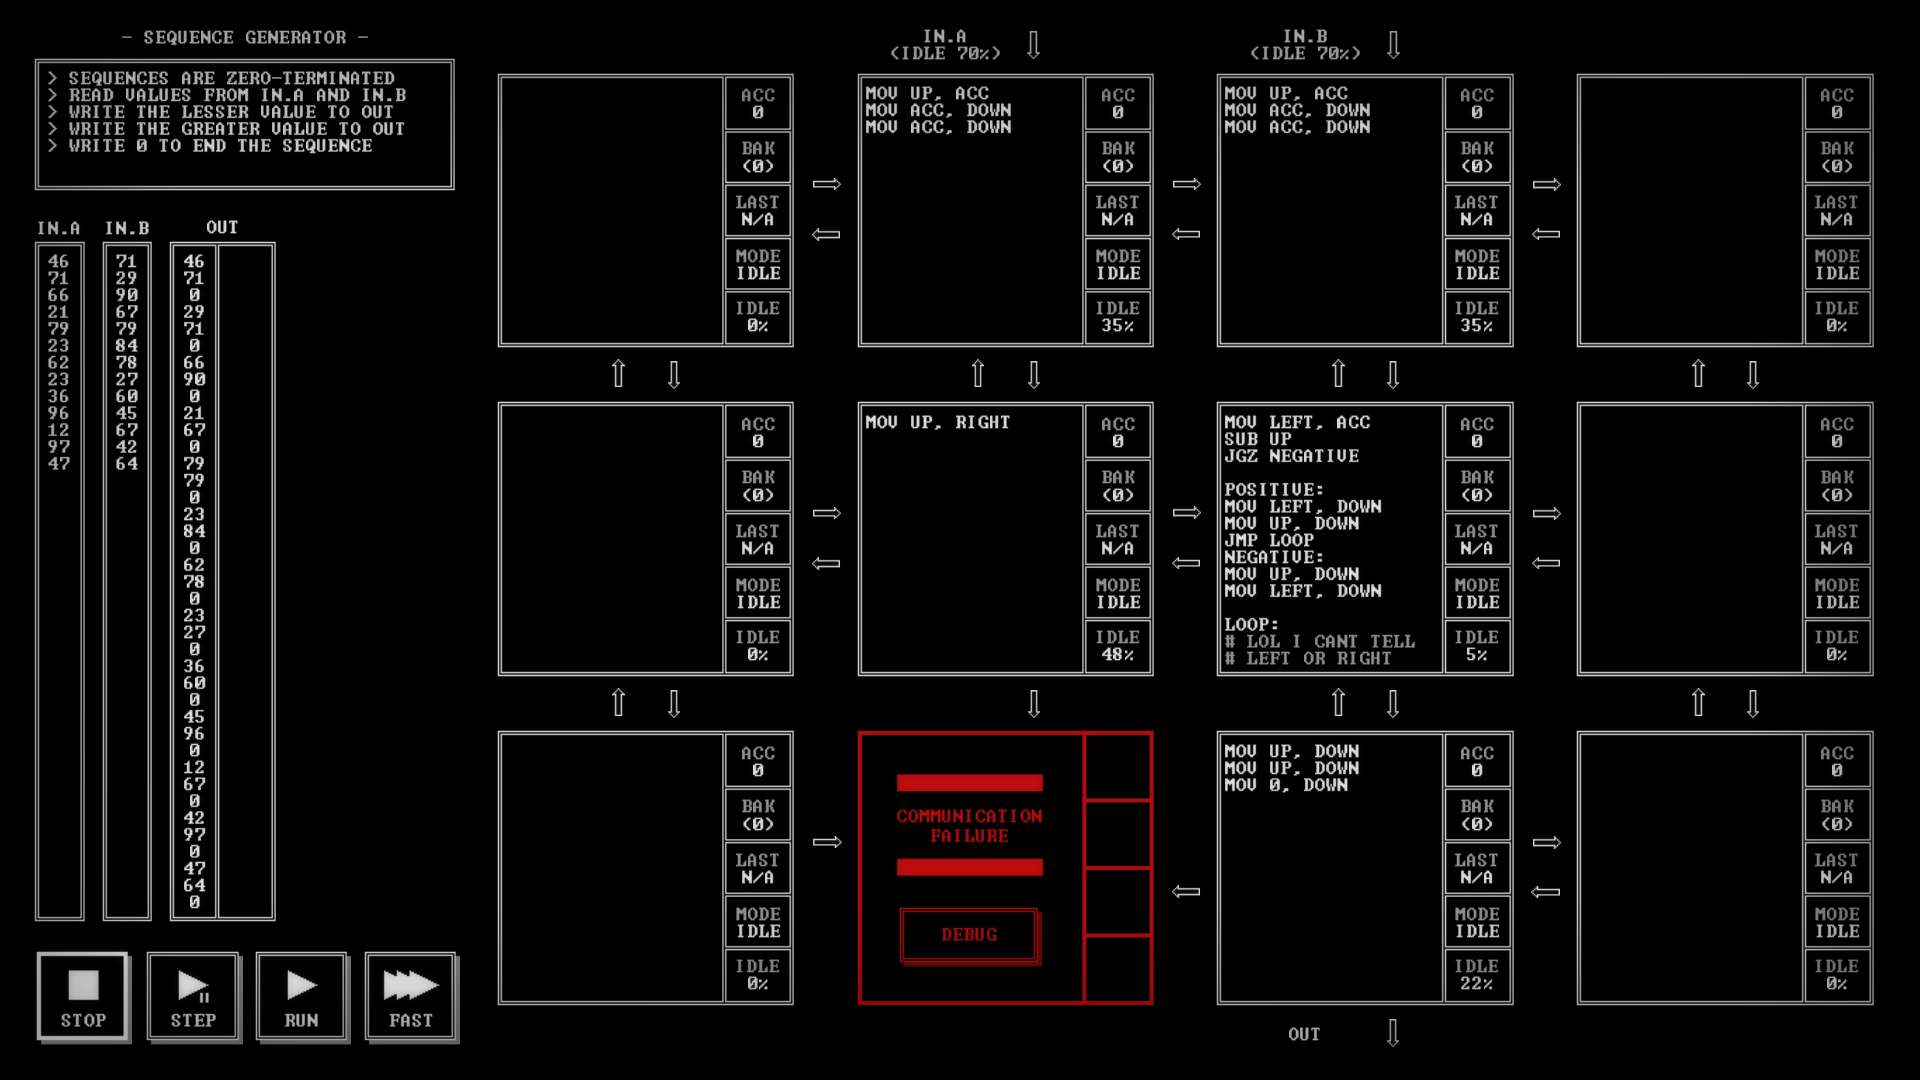 - SEQUENCE GENERATOR -
> SEQUENCES ARE ZERO-TERMINATED
> READ VALUES FROM IN.A AND IN.B
> WRITE THE LESSER VALUE TO OUT
> WRITE THE GREATER VALUE TO OUT
> WRITE 0 TO END THE SEQUENCE
IN.A IN.B OUT
46 71 46
71 29 71
66 90 0
21 67 29
79 79 71
23 84 0
62 78 66
23 27 90
36 60 0
96 45 21
12 67 67
97 42 0
47 64 79
79
0
23
84
0
62
78
0
23
27
0
36
60
0
45
96
0
12
67
0
42
97
0
47
64
0
STOP
STEP
RUN
FAST
IN.A
(IDLE 70%)
IN.B
(IDLE 70%)
ACC
0
BAK
(0)
LAST
N/A
MODE
IDLE
IDLE
0%
MOV UP, ACC
MOV ACC, DOWN
MOV ACC, DOWN
ACC
0
BAK
(0)
LAST
N/A
MODE
IDLE
IDLE
35%
MOV UP, ACC
MOV ACC, DOWN
MOV ACC, DOWN
ACC
0
BAK
(0)
LAST
N/A
MODE
IDLE
IDLE
35%
ACC
0
BAK
(0)
LAST
N/A
MODE
IDLE
IDLE
0%
ACC
0
BAK
(0)
LAST
N/A
MODE
IDLE
IDLE
0%
MOV UP, RIGHT
ACC
0
BAK
(0)
LAST
N/A
MODE
IDLE
IDLE
48%
MOV LEFT, ACC
SUB UP
JGZ NEGATIVE
POSITIVE:
MOV LEFT, DOWN
MOV UP, DOWN
JMP LOOP
NEGATIVE:
MOV UP, DOWN
MOV LEFT, DOWN
LOOP:
# LOL I CANT TELL
# LEFT OR RIGHT
ACC
0
BAK
(0)
LAST
N/A
MODE
IDLE
IDLE
5%
ACC
0
BAK
(0)
LAST
N/A
MODE
IDLE
IDLE
0%
ACC
0
BAK
(0)
LAST
N/A
MODE
IDLE
IDLE
0%
COMMUNICATION
FAILURE
DEBUG
MOV UP, DOWN
MOV UP, DOWN
MOV 0, DOWN
ACC
0
BAK
(0)
LAST
N/A
MODE
IDLE
IDLE
22%
ACC
0
BAK
(0)
LAST
N/A
MODE
IDLE
IDLE
0%
OUT